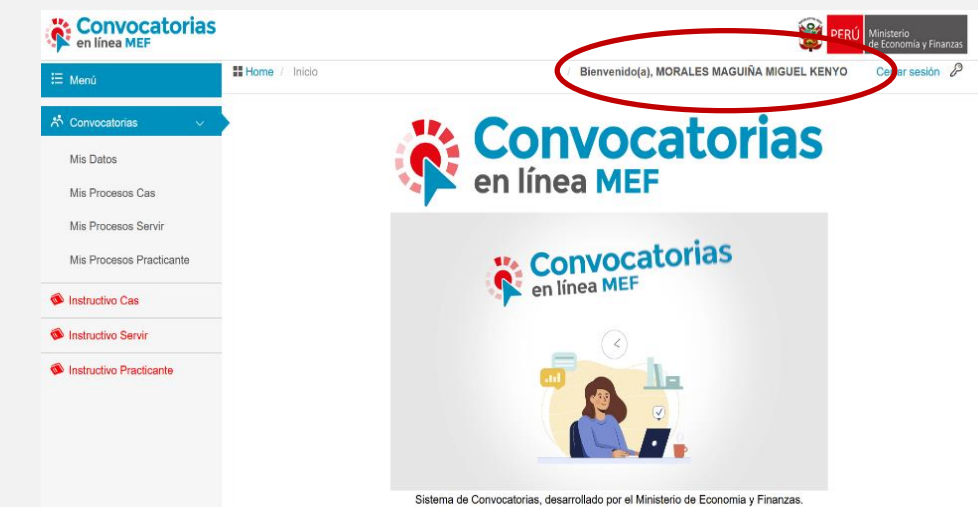 Convocatorias
en línea MEF
PERÚ
Ministerio
de Economía y Finanzas
Menú
Home / Inicio
/ Bienvenido(a), MORALES MAGUIÑA MIGUEL KENYO
Cerrar sesión
Convocatorias
Mis Datos
Mis Procesos Cas
Mis Procesos Servir
Mis Procesos Practicante
Instructivo Cas
Instructivo Servir
Instructivo Practicante
Convocatorias
en línea MEF
Convocatorias
en línea MEF
Sistema de Convocatorias, desarrollado por el Ministerio de Economia y Finanzas.